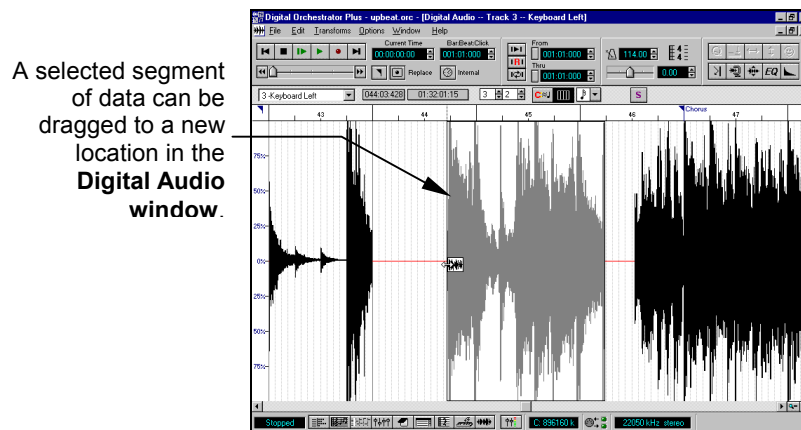 A selected segment
of data can be
dragged to a new
location in the
Digital Audio
window.
Digital Orchestrator Plus - upbeat.orc - [Digital Audio -- Track 3 -- Keyboard Left]
File Edit Transforms Options Window Help
Current Time Bar:Beat:Click
00:00:00:00 001:01:000
From
001:01:000
Thru
001:01:000
114.00
4
4
0.00
Replace Internal
EQ
3 -Keyboard Left 044:03:428 01:32:01:15 3 2 S
Chorus
43 44 45 46 47
75%
50%
25%
0%
25%
50%
75%
Stopped C: 896160 k 22050 kHz stereo